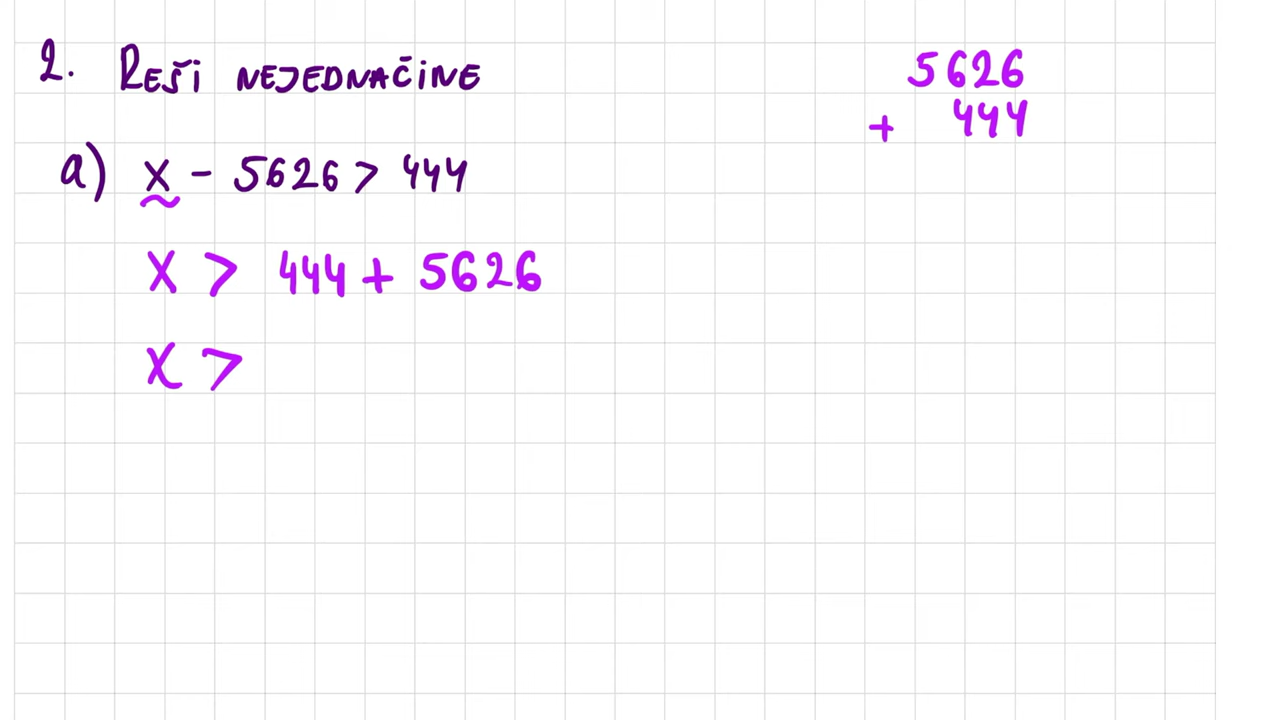 2. REŠi NEJEDNAČiNE
a) x - 5626 > 444
x > 444 + 5626
x >
5626
+ 444